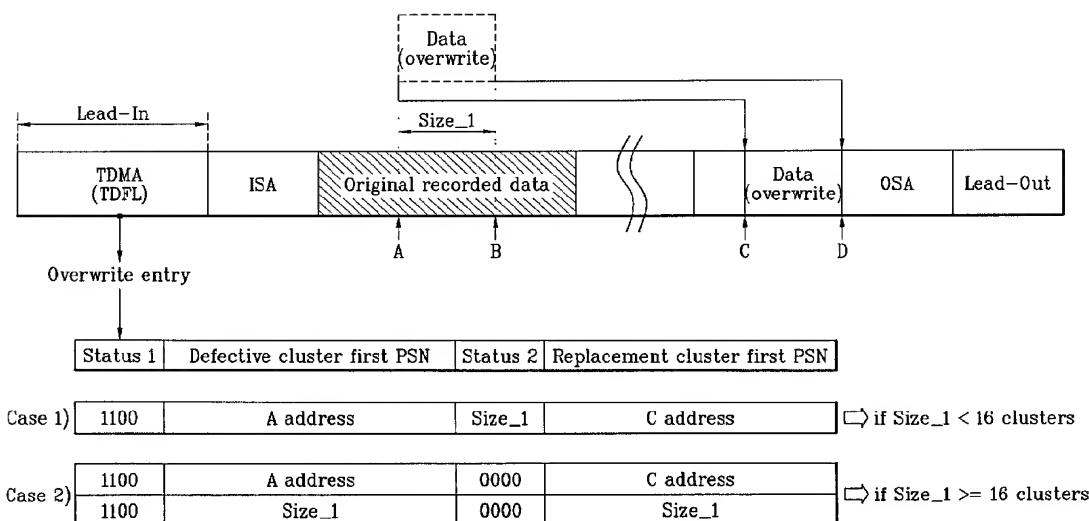 Data
(overwrite)
Lead-In
Size_1
TDMA
(TDFL)
ISA
Original recorded data
Data
(overwrite)
OSA
Lead-Out
A
B
C
D
Overwrite entry
Status 1
Defective cluster first PSN
Status 2
Replacement cluster first PSN
Case 1)
1100
A address
Size_1
C address
if Size_1 < 16 clusters
Case 2)
1100
A address
0000
C address
1100
Size_1
0000
Size_1
if Size_1 >= 16 clusters